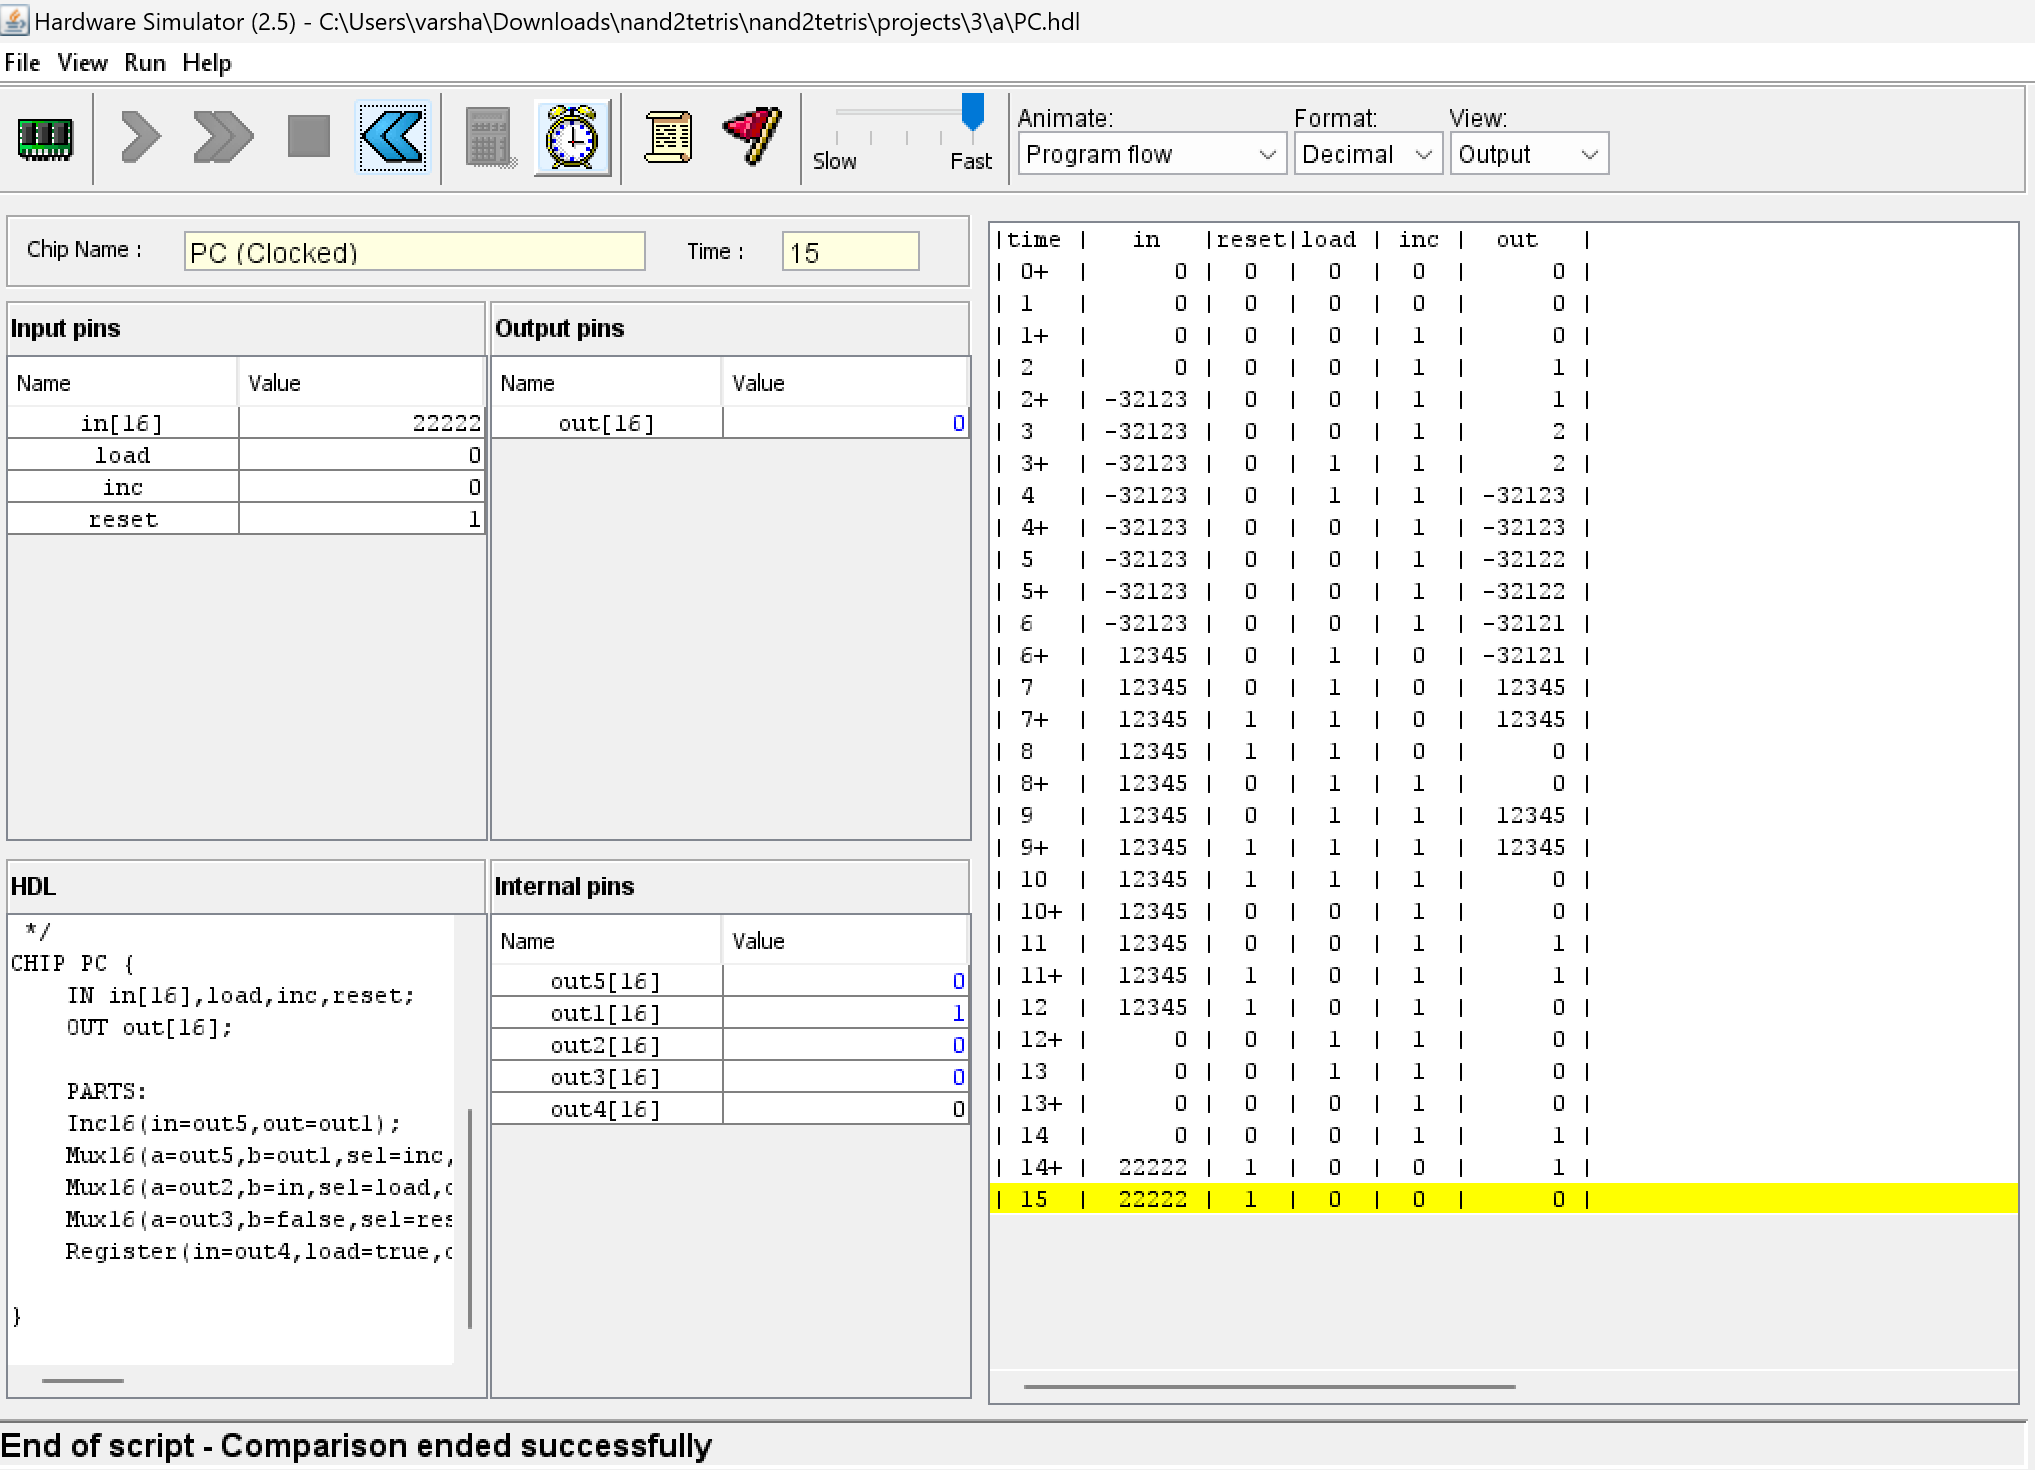 Hardware Simulator (2.5) - C:\Users\varsha\Downloads\nand2tetris\nand2tetris\projects\3\a\PC.hdl
File View Run Help
Slow Fast
Animate: Format: View:
Program flow Decimal Output
Chip Name : PC (Clocked) Time : 15
Input pins
Name Value
in[16] 22222
load 0
inc 0
reset 1
Output pins
Name Value
out[16] 0
HDL
*/
CHIP PC {
IN in[16],load,inc,reset;
OUT out[16];
PARTS:
Inc16(in=out5,out=out1);
Mux16(a=out5,b=out1,sel=inc,
Mux16(a=out2,b=in,sel=load,
Mux16(a=out3,b=false,sel=res
Register(in=out4,load=true,
}
Internal pins
Name Value
out5[16] 0
out1[16] 1
out2[16] 0
out3[16] 0
out4[16] 0
|time | in |reset|load | inc | out |
| 0+ | 0 | 0 | 0 | 0 | 0 |
| 1 | 0 | 0 | 0 | 0 | 0 |
| 1+ | 0 | 0 | 0 | 1 | 0 |
| 2 | 0 | 0 | 0 | 1 | 1 |
| 2+ | -32123 | 0 | 0 | 1 | 1 |
| 3 | -32123 | 0 | 0 | 1 | 2 |
| 3+ | -32123 | 0 | 1 | 1 | 2 |
| 4 | -32123 | 0 | 1 | 1 | -32123 |
| 4+ | -32123 | 0 | 0 | 1 | -32123 |
| 5 | -32123 | 0 | 0 | 1 | -32122 |
| 5+ | -32123 | 0 | 0 | 1 | -32122 |
| 6 | -32123 | 0 | 0 | 1 | -32121 |
| 6+ | 12345 | 0 | 1 | 0 | -32121 |
| 7 | 12345 | 0 | 1 | 0 | 12345 |
| 7+ | 12345 | 1 | 1 | 0 | 12345 |
| 8 | 12345 | 1 | 1 | 0 | 0 |
| 8+ | 12345 | 0 | 1 | 1 | 0 |
| 9 | 12345 | 0 | 1 | 1 | 12345 |
| 9+ | 12345 | 1 | 1 | 1 | 12345 |
| 10 | 12345 | 1 | 1 | 1 | 0 |
| 10+ | 12345 | 0 | 0 | 1 | 0 |
| 11 | 12345 | 0 | 0 | 1 | 1 |
| 11+ | 12345 | 1 | 0 | 1 | 1 |
| 12 | 12345 | 1 | 0 | 1 | 0 |
| 12+ | 0 | 0 | 1 | 1 | 0 |
| 13 | 0 | 0 | 1 | 1 | 0 |
| 13+ | 0 | 0 | 0 | 1 | 0 |
| 14 | 0 | 0 | 0 | 1 | 1 |
| 14+ | 22222 | 1 | 0 | 0 | 1 |
| 15 | 22222 | 1 | 0 | 0 | 0 |
End of script - Comparison ended successfully